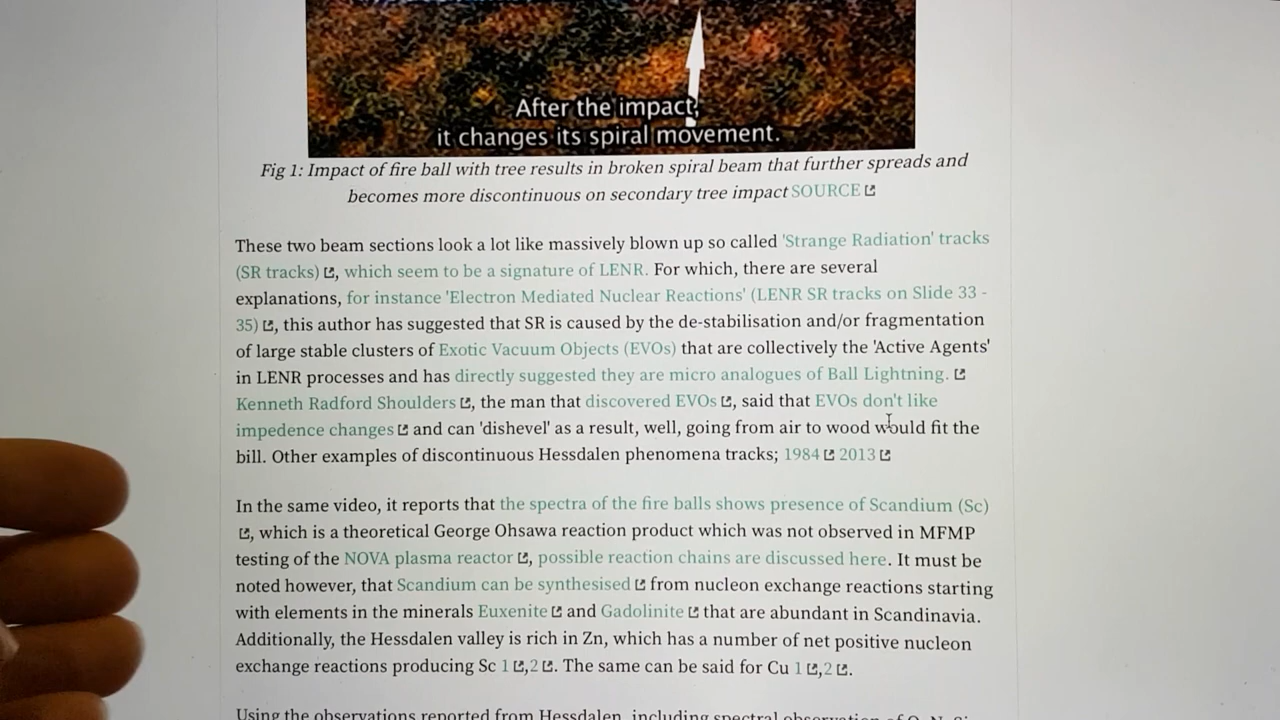 After the impact,
it changes its spiral movement.
Fig 1: Impact of fire ball with tree results in broken spiral beam that further spreads and
becomes more discontinuous on secondary tree impact SOURCE
These two beam sections look a lot like massively blown up so called 'Strange Radiation' tracks
(SR tracks), which seem to be a signature of LENR. For which, there are several
explanations, for instance 'Electron Mediated Nuclear Reactions' (LENR SR tracks on Slide 33 -
35), this author has suggested that SR is caused by the de-stabilisation and/or fragmentation
of large stable clusters of Exotic Vacuum Objects (EVOs) that are collectively the 'Active Agents'
in LENR processes and has directly suggested they are micro analogues of Ball Lightning.
Kenneth Radford Shoulders, the man that discovered EVOs, said that EVOs don't like
impedence changes and can 'dishevel' as a result, well, going from air to wood would fit the
bill. Other examples of discontinuous Hessdalen phenomena tracks; 1984 2013
In the same video, it reports that the spectra of the fire balls shows presence of Scandium (Sc)
, which is a theoretical George Ohsawa reaction product which was not observed in MFMP
testing of the NOVA plasma reactor, possible reaction chains are discussed here. It must be
noted however, that Scandium can be synthesised from nucleon exchange reactions starting
with elements in the minerals Euxenite and Gadolinite that are abundant in Scandinavia.
Additionally, the Hessdalen valley is rich in Zn, which has a number of net positive nucleon
exchange reactions producing Sc 1,2. The same can be said for Cu 1,2.
Using the observations reported from Hessdalen, including spectral observation of O, N,